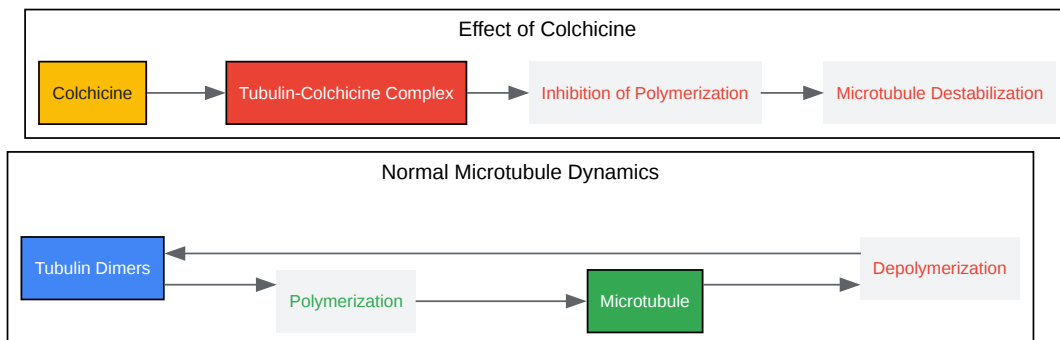 Effect of Colchicine
Colchicine
Tubulin-Colchicine Complex
Inhibition of Polymerization
Microtubule Destabilization
Normal Microtubule Dynamics
Tubulin Dimers
Polymerization
Microtubule
Depolymerization